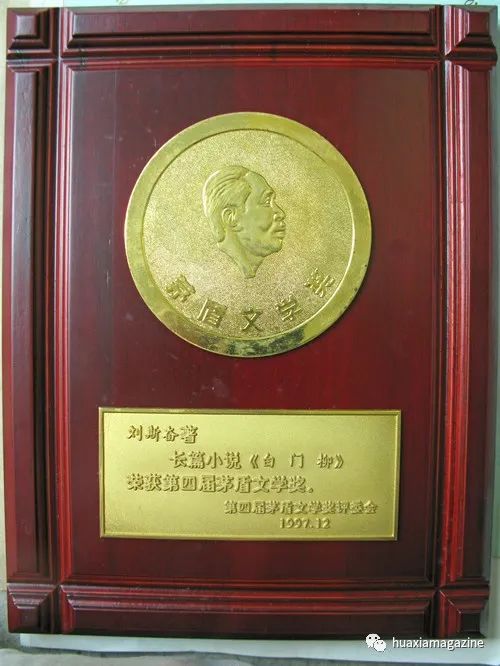 茅盾文学奖
刘斯奋著
长篇小说《白门柳》
荣获第四届茅盾文学奖。
第四届茅盾文学奖评委会
1997.12
huaxiamagazine